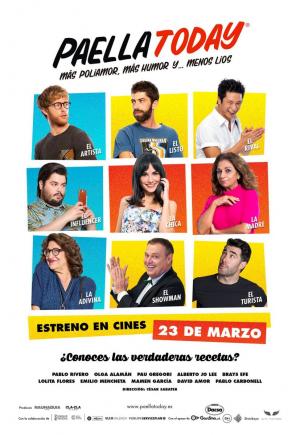 PAELLA TODAY
MÁS POLIAMOR, MÁS HUMOR Y... MENOS LÍOS
EL ARTISTA
EL LISTO
EL RIVAL
EL INFLUENCER
LA CHICA
LA MADRE
LA ADIVINA
EL SHOWMAN
EL TURISTA
ESTRENO EN CINES
23 DE MARZO
¿Conoces las verdaderas recetas?
PABLO RIVERO OLGA ALAMÁN PAU GREGORI ALBERTO JO LEE BRAYS EFE
LOLITA FLORES EMILIO MENCHETA MAMEN GARCÍA DAVID AMOR PABLO CARBONELL
DIRECCIÓN: CÉSAR SABATER
www.paellatoday.es
Dacsa